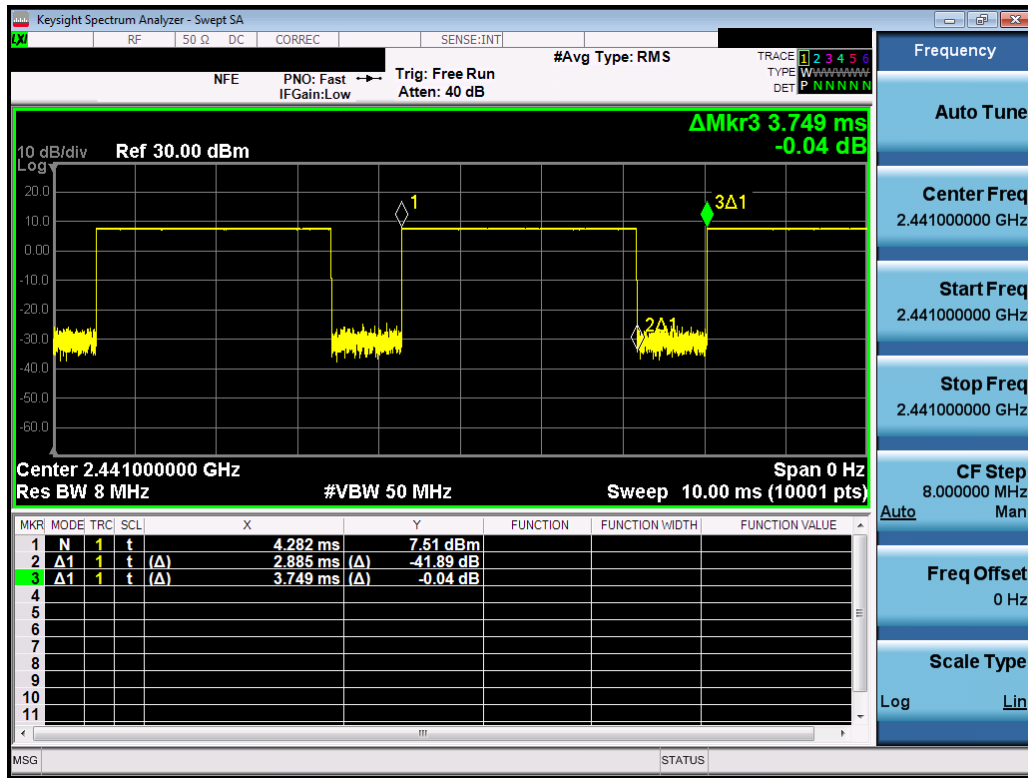 Keysight Spectrum Analyzer - Swept SA
LXI RF 50 Ω DC CORREC SENSE:INT
#Avg Type: RMS
NFE PNO: Fast Trig: Free Run
IFGain:Low Atten: 40 dB
TRACE 1 2 3 4 5 6
TYPE W W W W W W
DET P N N N N N
ΔMkr3 3.749 ms
-0.04 dB
10 dB/div Ref 30.00 dBm
Log
20.0
10.0
0.00
-10.0
-20.0
-30.0
-40.0
-50.0
-60.0
1
3Δ1
2Δ1
Center 2.441000000 GHz Span 0 Hz
Res BW 8 MHz #VBW 50 MHz Sweep 10.00 ms (10001 pts)
MKR MODE TRC SCL X Y FUNCTION FUNCTION WIDTH FUNCTION VALUE
1 N 1 t 4.282 ms 7.51 dBm
2 Δ1 1 t (Δ) 2.885 ms (Δ) -41.89 dB
3 Δ1 1 t (Δ) 3.749 ms (Δ) -0.04 dB
4
5
6
7
8
9
10
11
MSG STATUS
Frequency
Auto Tune
Center Freq
2.441000000 GHz
Start Freq
2.441000000 GHz
Stop Freq
2.441000000 GHz
CF Step
8.000000 MHz
Auto Man
Freq Offset
0 Hz
Scale Type
Log Lin